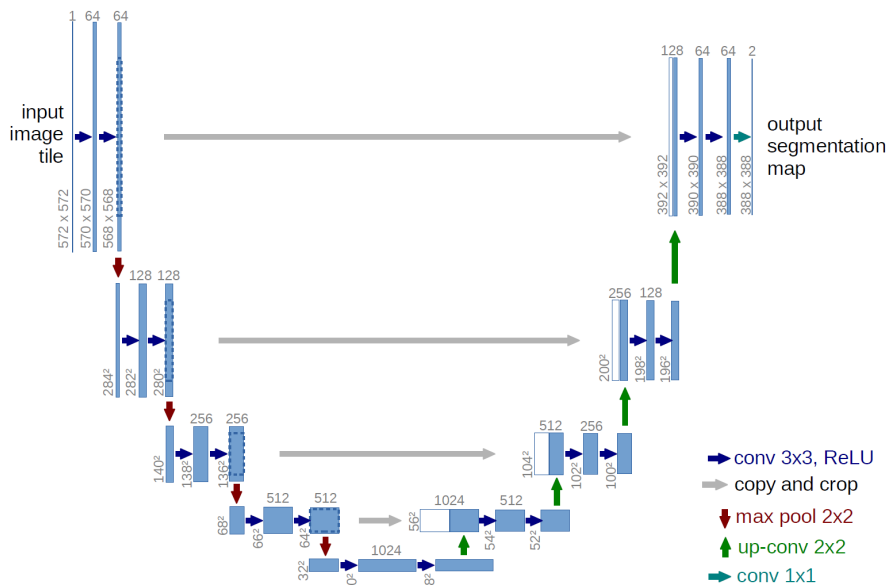 1 64 64
input
image
tile
572 x 572
570 x 570
568 x 568
128 64 64 2
output
segmentation
map
392 x 392
390 x 390
388 x 388
388 x 388
128 128
284²
282²
280²
256 128
200²
198²
196²
256 256
140²
138²
136²
512 256
104²
102²
100²
512 512
68²
66²
64²
1024 512
56²
54²
52²
1024
32²
0²
8²
conv 3x3, ReLU
copy and crop
max pool 2x2
up-conv 2x2
conv 1x1